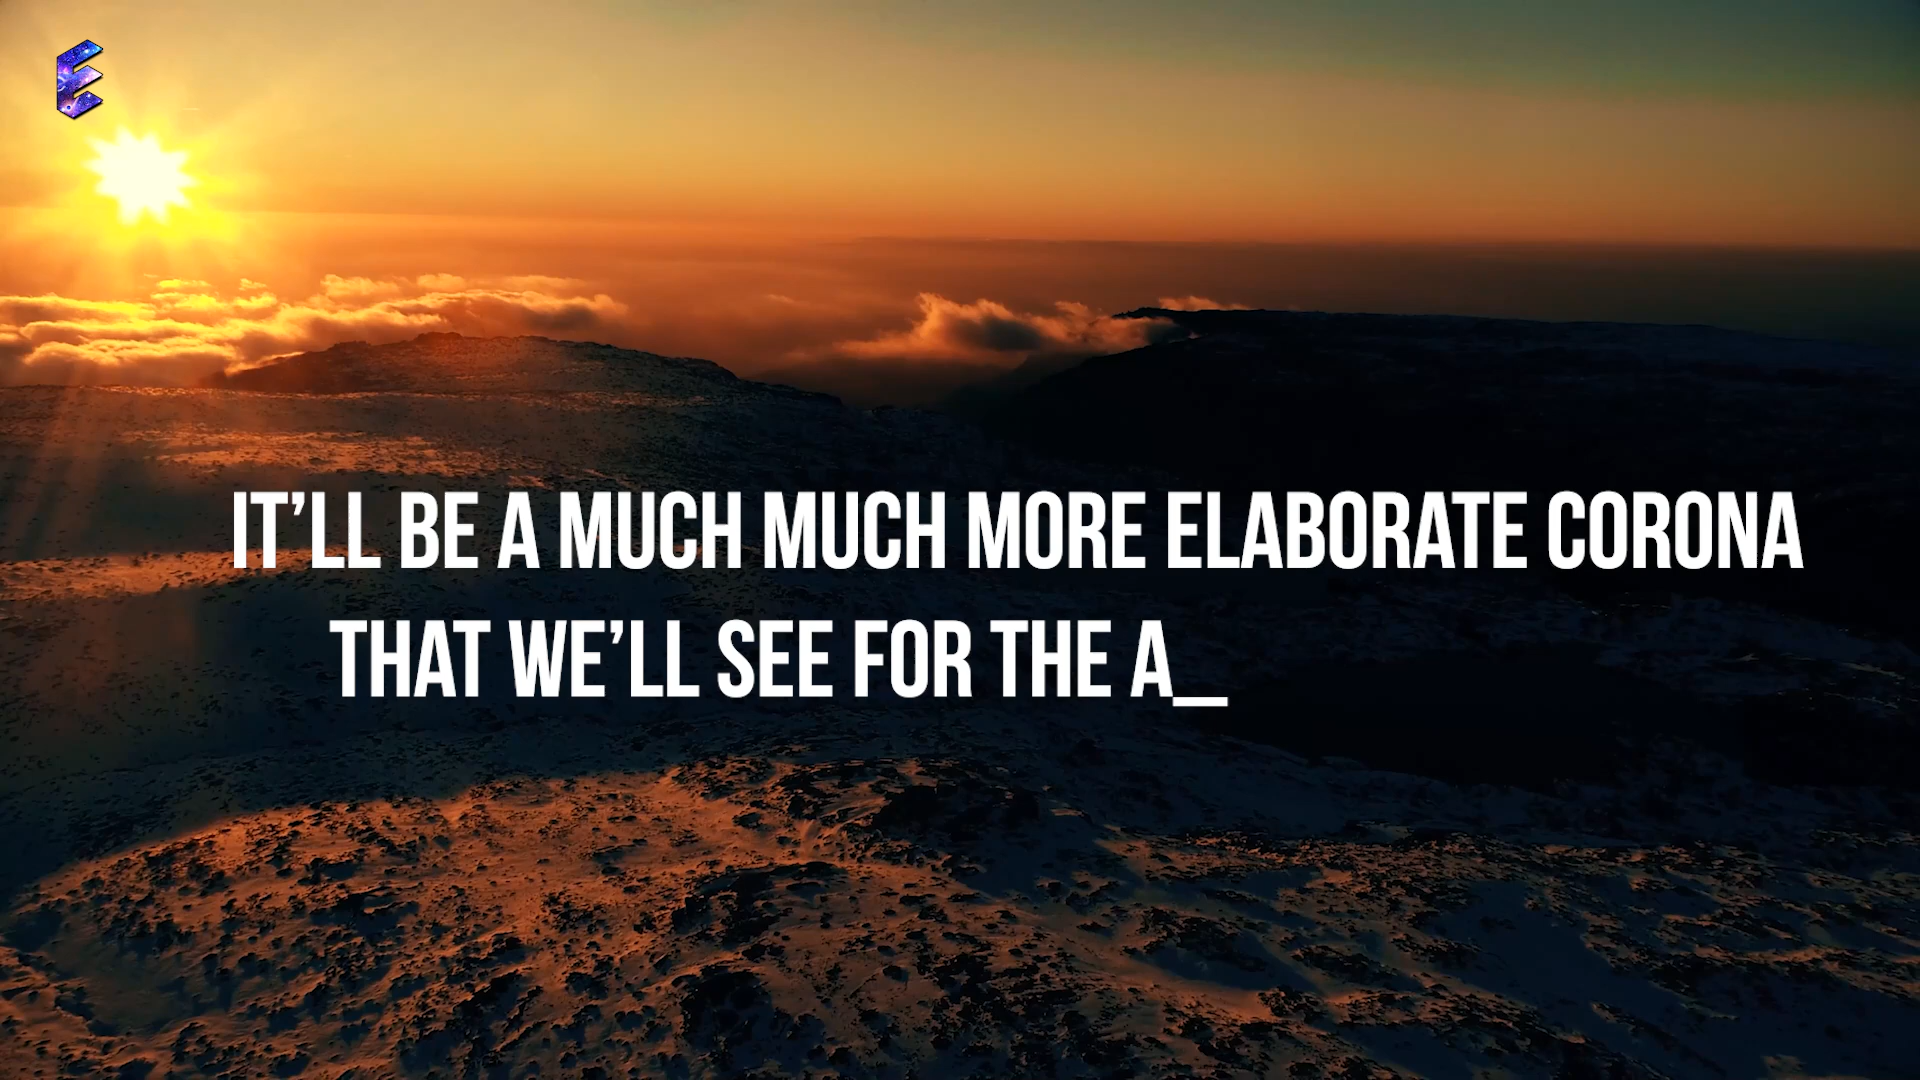 E
IT’LL BE A MUCH MUCH MORE ELABORATE CORONA
THAT WE’LL SEE FOR THE A_